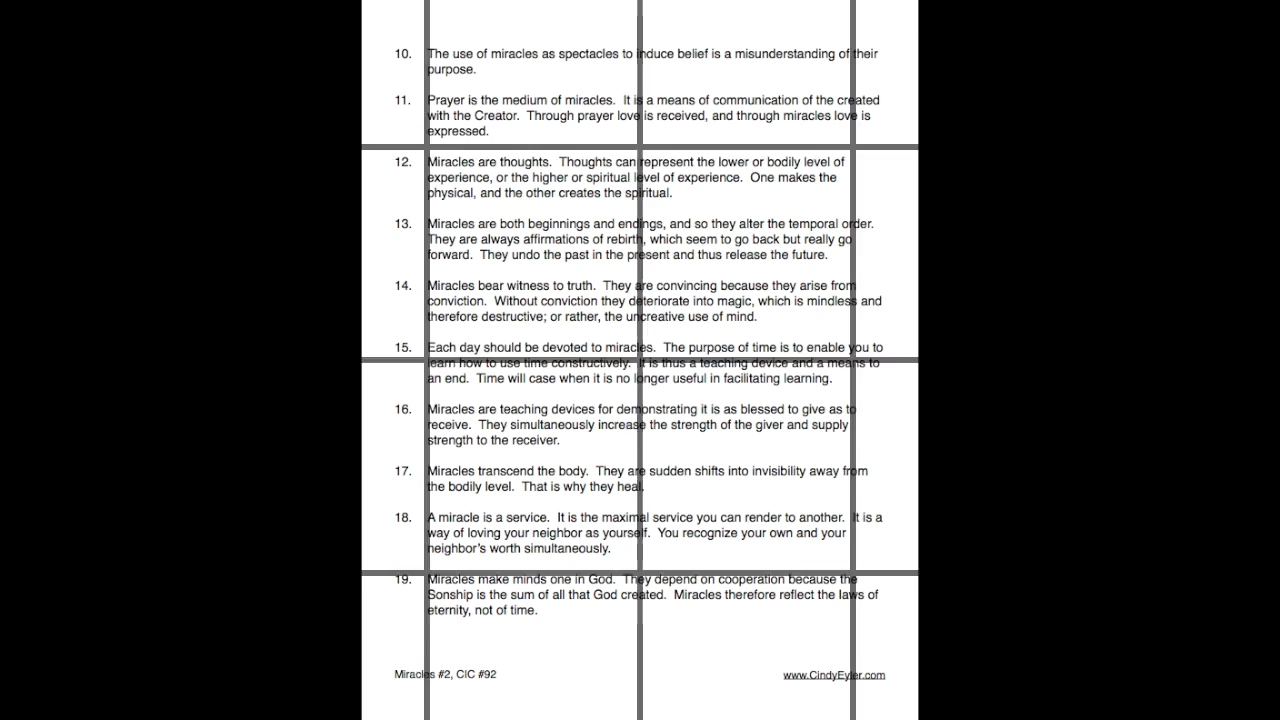 10. The use of miracles as spectacles to induce belief is a misunderstanding of their
purpose.
11. Prayer is the medium of miracles. It is a means of communication of the created
with the Creator. Through prayer love is received, and through miracles love is
expressed.
12. Miracles are thoughts. Thoughts can represent the lower or bodily level of
experience, or the higher or spiritual level of experience. One makes the
physical, and the other creates the spiritual.
13. Miracles are both beginnings and endings, and so they alter the temporal order.
They are always affirmations of rebirth, which seem to go back but really go
forward. They undo the past in the present and thus release the future.
14. Miracles bear witness to truth. They are convincing because they arise from
conviction. Without conviction they deteriorate into magic, which is mindless and
therefore destructive; or rather, the uncreative use of mind.
15. Each day should be devoted to miracles. The purpose of time is to enable you to
learn how to use time constructively. It is thus a teaching device and a means to
an end. Time will case when it is no longer useful in facilitating learning.
16. Miracles are teaching devices for demonstrating it is as blessed to give as to
receive. They simultaneously increase the strength of the giver and supply
strength to the receiver.
17. Miracles transcend the body. They are sudden shifts into invisibility away from
the bodily level. That is why they heal.
18. A miracle is a service. It is the maximal service you can render to another. It is a
way of loving your neighbor as yourself. You recognize your own and your
neighbor's worth simultaneously.
19. Miracles make minds one in God. They depend on cooperation because the
Sonship is the sum of all that God created. Miracles therefore reflect the laws of
eternity, not of time.
Miracles #2, CIC #92
www.CindyEyler.com